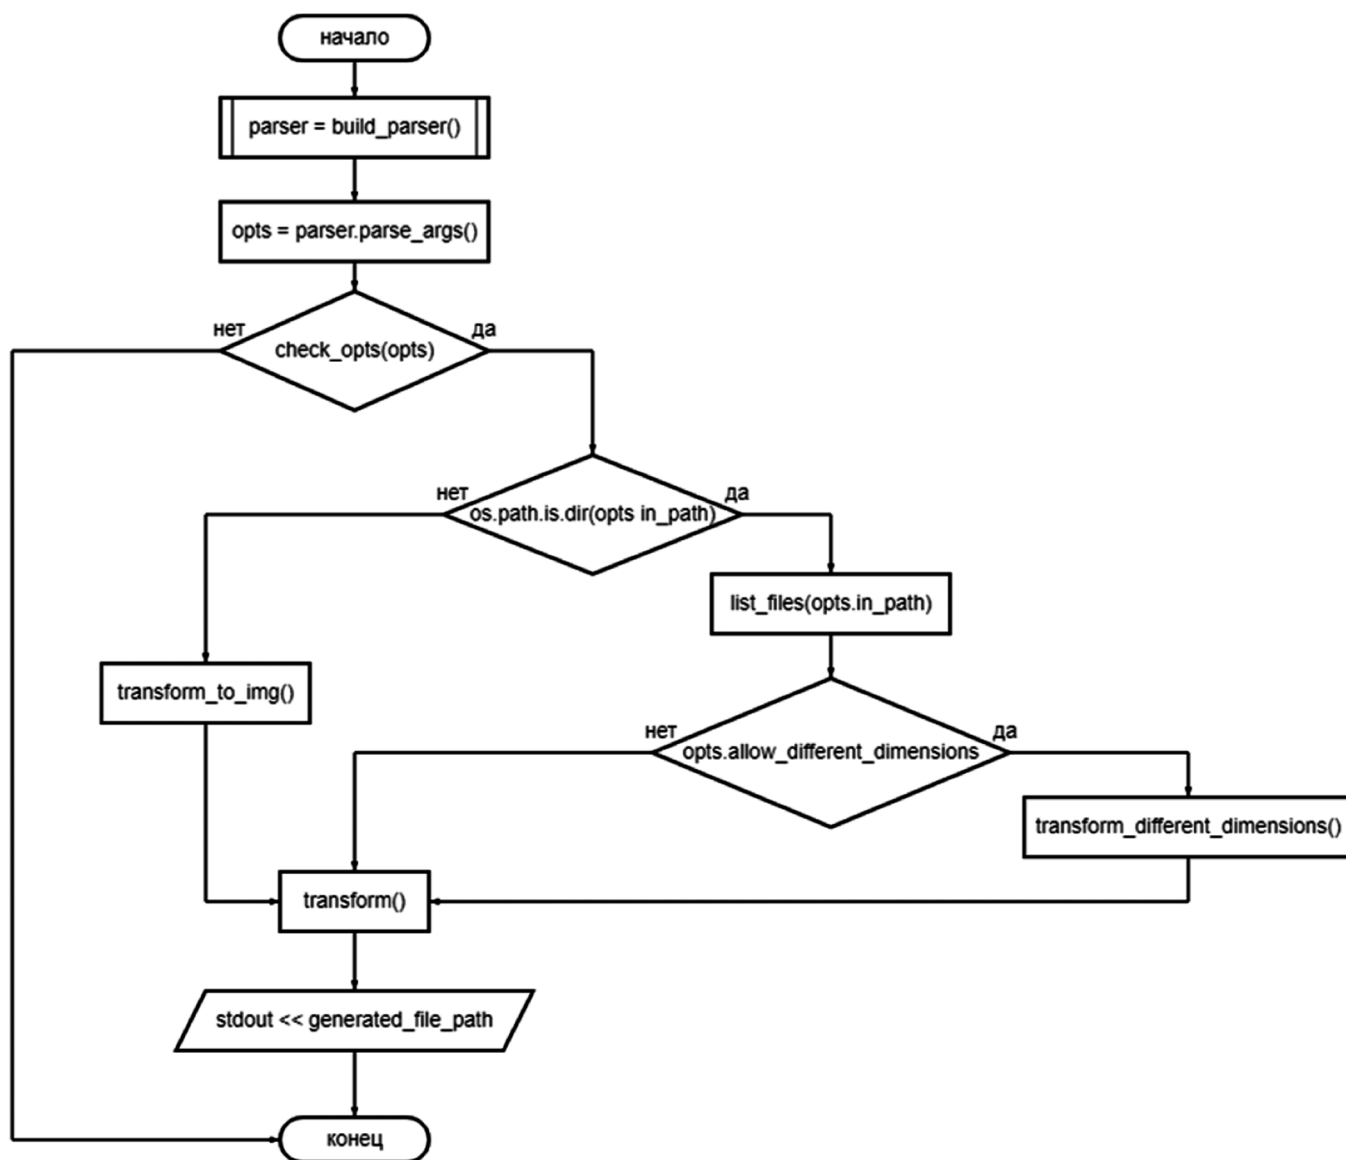 начало
parser = build_parser()
opts = parser.parse_args()
нет
да
check_opts(opts)
нет
да
os.path.is.dir(opts in_path)
list_files(opts.in_path)
transform_to_img()
нет
да
opts.allow_different_dimensions
transform_different_dimensions()
transform()
stdout << generated_file_path
конец